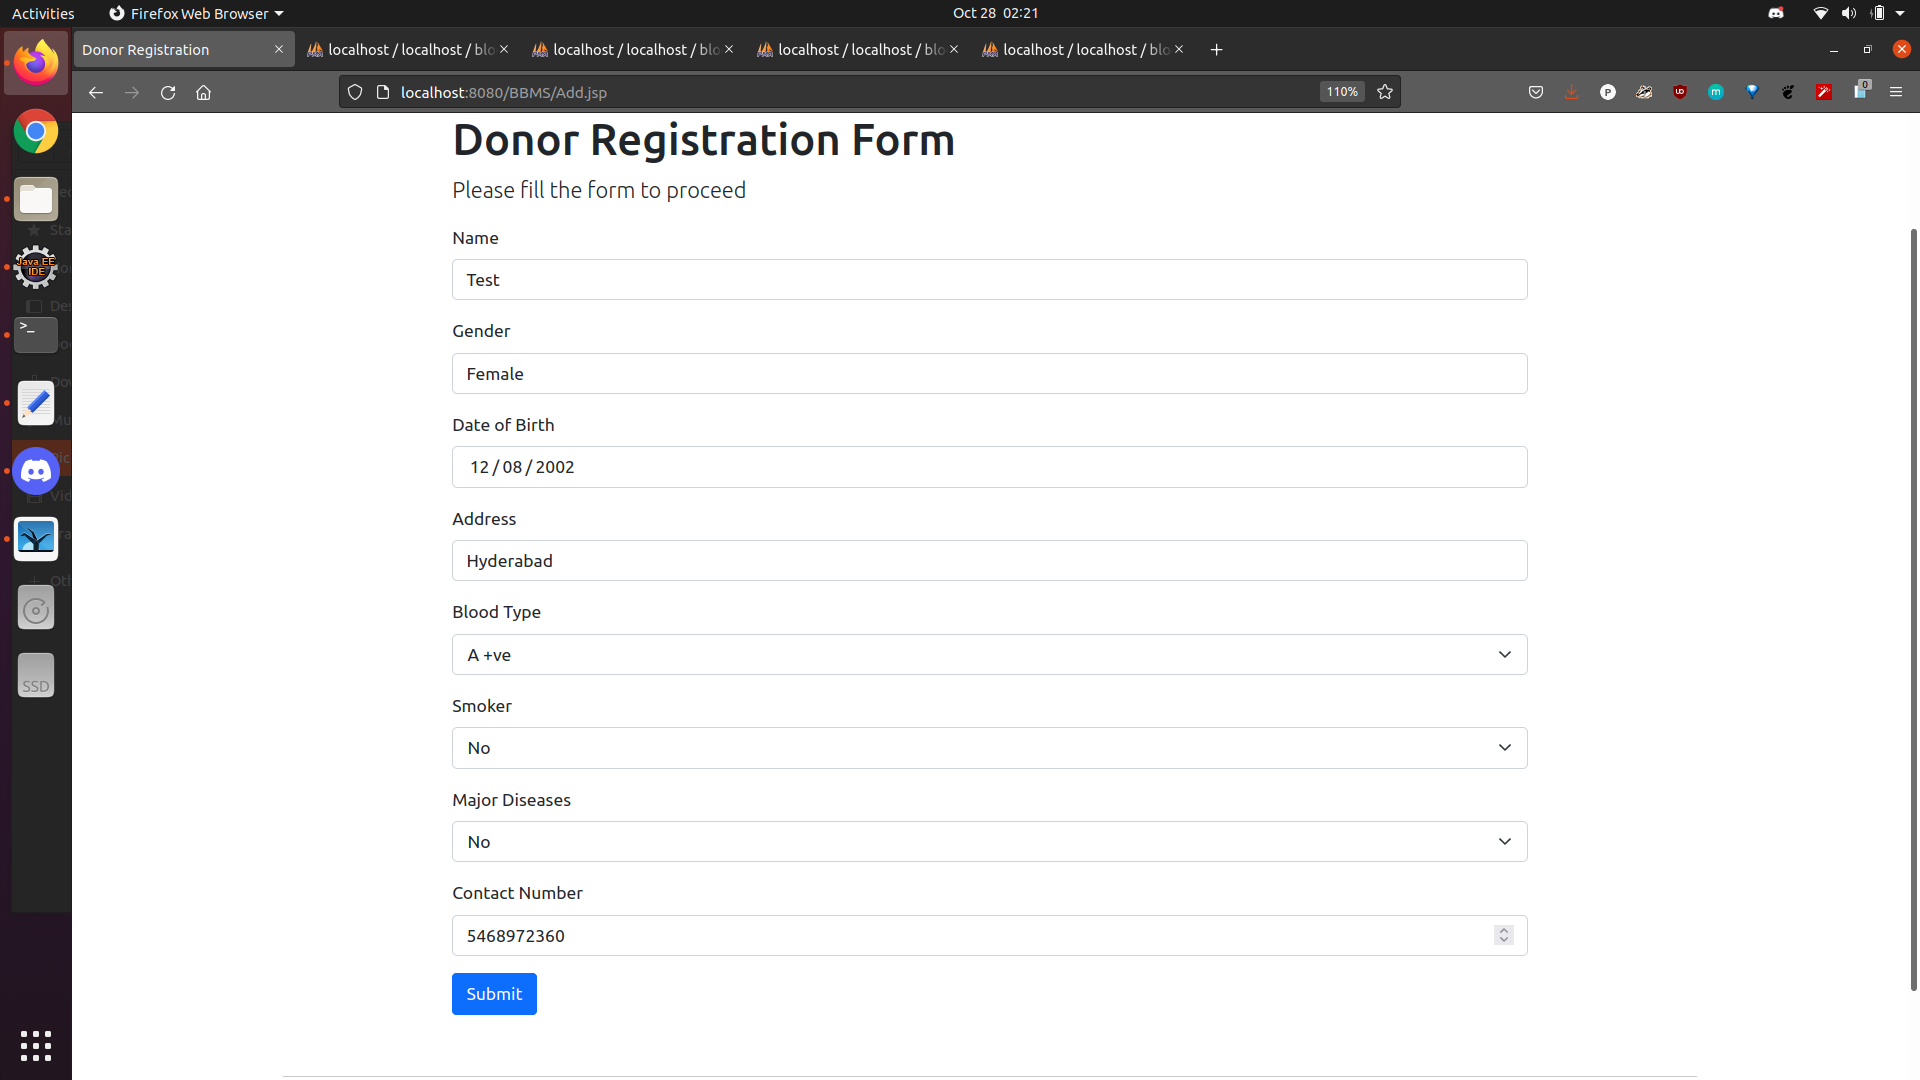 Activities
Firefox Web Browser
Oct 28 02:21
Donor Registration
localhost / localhost / blo
localhost / localhost / blo
localhost / localhost / blo
localhost / localhost / blo
localhost:8080/BBMS/Add.jsp
110%
0
Donor Registration Form
Please fill the form to proceed
Name
Test
Gender
Female
Date of Birth
12 / 08 / 2002
Address
Hyderabad
Blood Type
A +ve
Smoker
No
Major Diseases
No
Contact Number
5468972360
Submit
Java EE
IDE
SSD